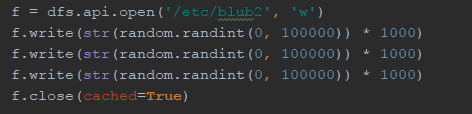 f = dfs.api.open('/etc/blub2', 'w')
f.write(str(random.randint(0, 100000)) * 1000)
f.write(str(random.randint(0, 100000)) * 1000)
f.write(str(random.randint(0, 100000)) * 1000)
f.close(cached=True)